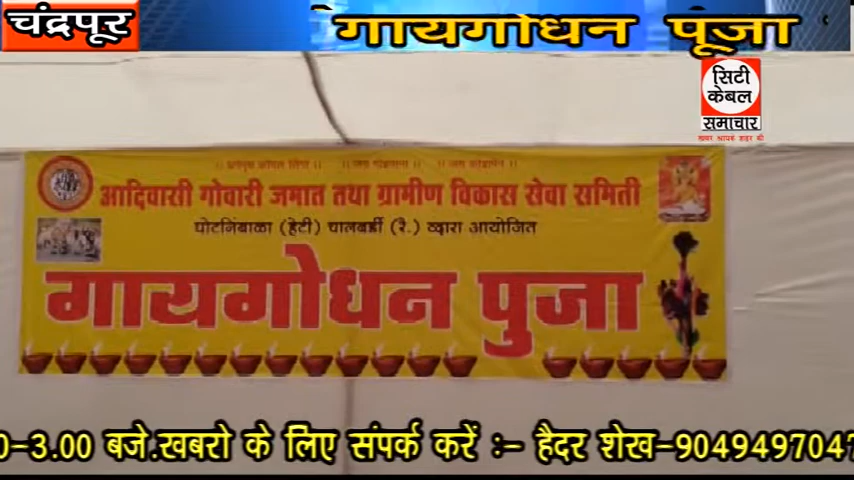 चंद्रपूर
गायगोधन पूजा
सिटी
केबल
समाचार
आदिवासी गोवारी जमात तथा ग्रामीण विकास सेवा समिती
घोटनिंबाळा (हेटी) चालबर्डी (रै.) व्दारा आयोजित
गायगोधन पुजा
0-3.00 बजे.खबरो के लिए संपर्क करें :- हैदर शेख-904949704